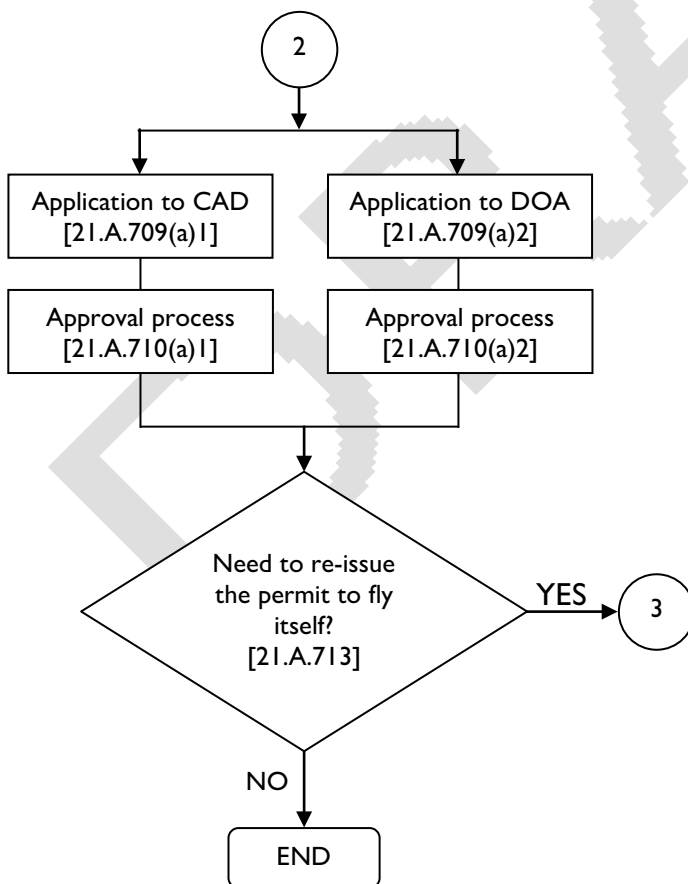 2
Application to CAD
[21.A.709(a)1]
Application to DOA
[21.A.709(a)2]
Approval process
[21.A.710(a)1]
Approval process
[21.A.710(a)2]
Need to re-issue
the permit to fly
itself?
[21.A.713]
YES
3
NO
END